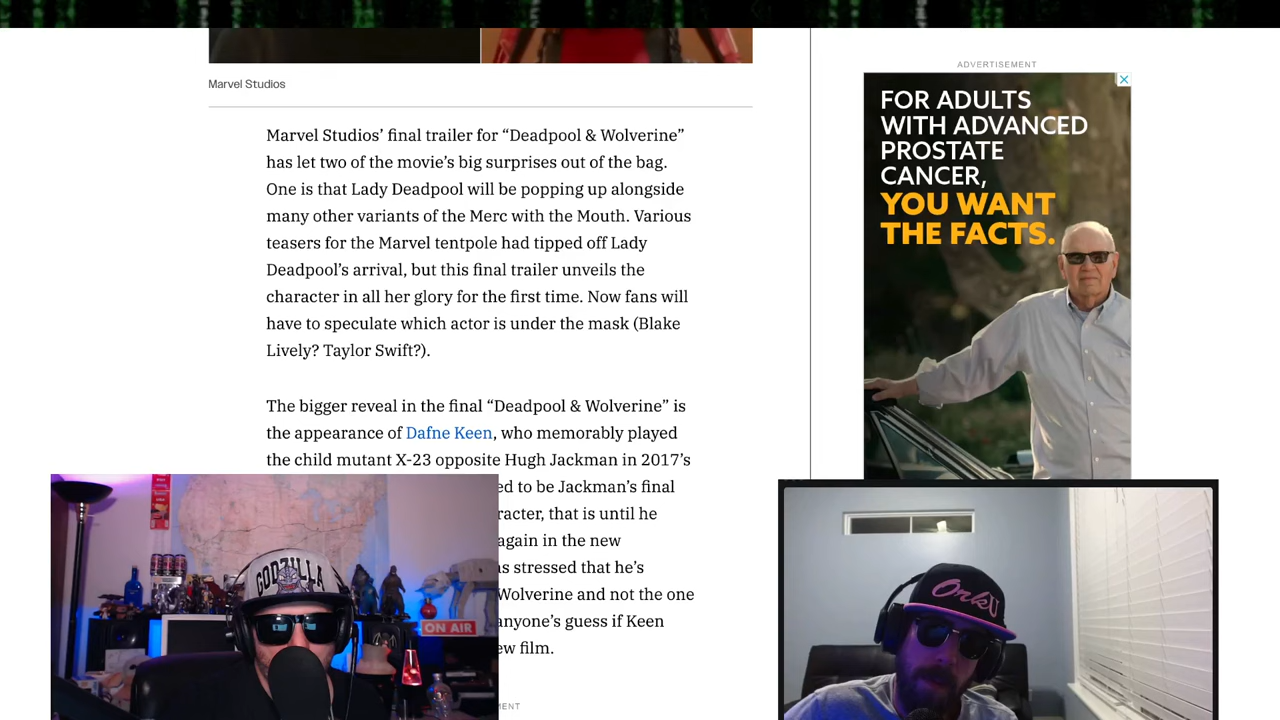 Marvel Studios
Marvel Studios’ final trailer for “Deadpool & Wolverine”
has let two of the movie’s big surprises out of the bag.
One is that Lady Deadpool will be popping up alongside
many other variants of the Merc with the Mouth. Various
teasers for the Marvel tentpole had tipped off Lady
Deadpool’s arrival, but this final trailer unveils the
character in all her glory for the first time. Now fans will
have to speculate which actor is under the mask (Blake
Lively? Taylor Swift?).
The bigger reveal in the final “Deadpool & Wolverine” is
the appearance of Dafne Keen, who memorably played
the child mutant X-23 opposite Hugh Jackman in 2017’s
ed to be Jackman’s final
racter, that is until he
again in the new
as stressed that he’s
Wolverine and not the one
anyone’s guess if Keen
ew film.
ADVERTISEMENT
FOR ADULTS
WITH ADVANCED
PROSTATE
CANCER,
YOU WANT
THE FACTS.
GODZILLA
ON AIR
OrkU